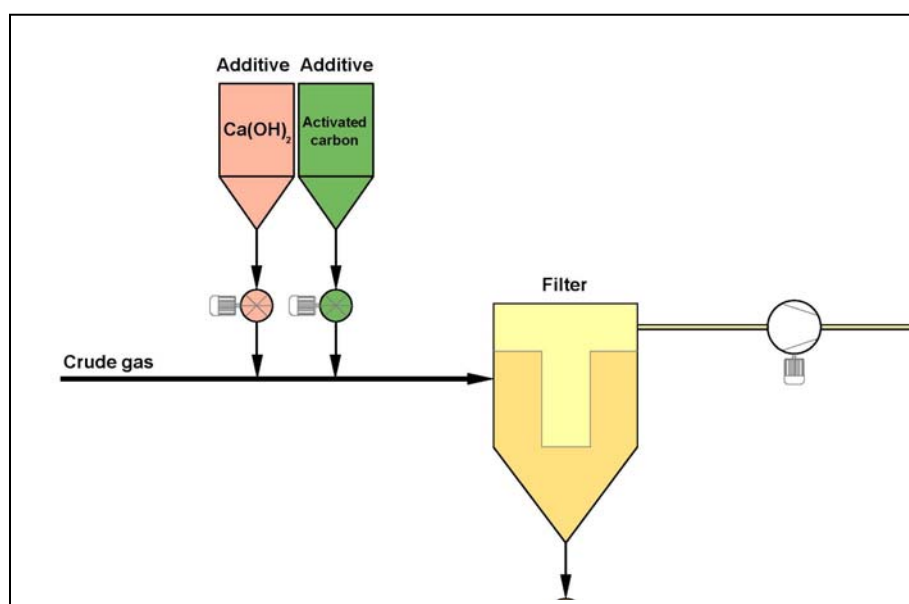 Additive Additive
Ca(OH)₂
Activated
carbon
Filter
Crude gas